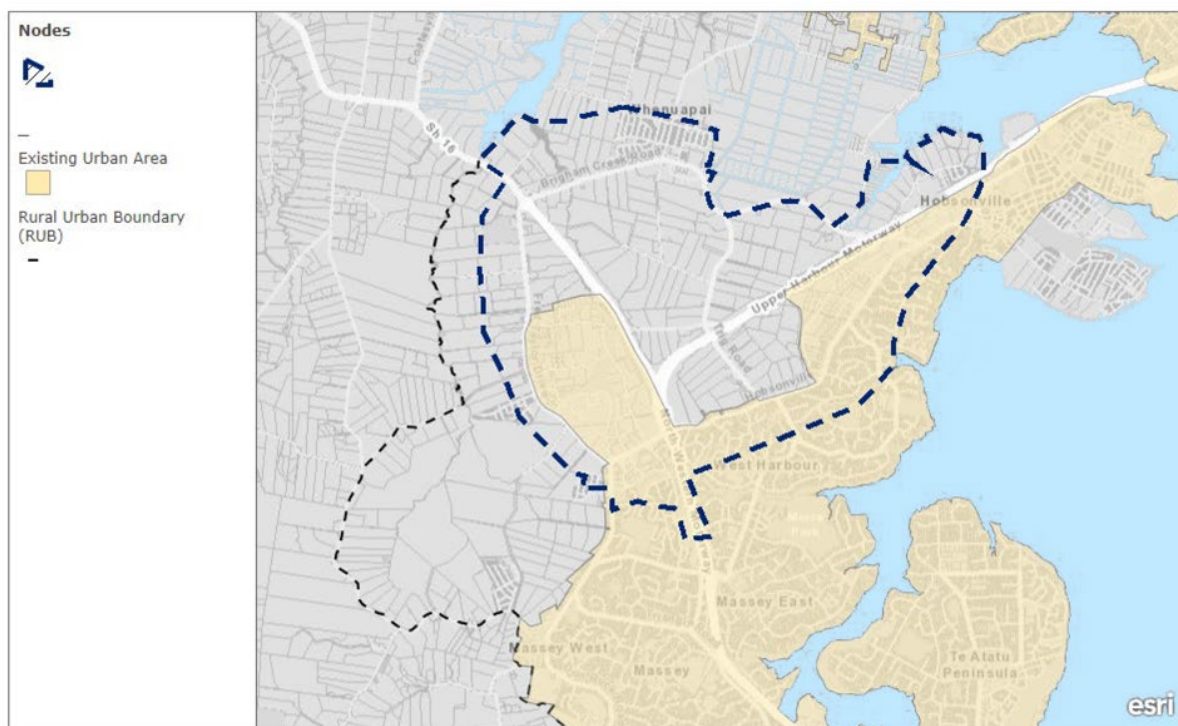 Nodes
Existing Urban Area
Rural Urban Boundary
(RUB)
Whenuapai
Sh 16
Brigham Creek Road
Hobsonville
Upper Harbour Motorway
Trig Road
Hobsonville
West Harbour
Massey East
Massey West
Massey
Te Atatu
Peninsula
esri